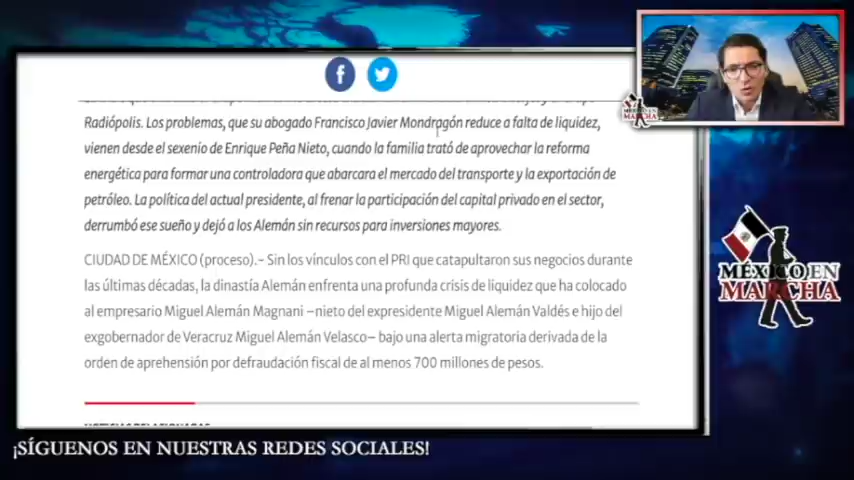 Radiópolis. Los problemas, que su abogado Francisco Javier Mondragón reduce a falta de liquidez,
vienen desde el sexenio de Enrique Peña Nieto, cuando la familia trató de aprovechar la reforma
energética para formar una controladora que abarcara el mercado del transporte y la exportación de
petróleo. La política del actual presidente, al frenar la participación del capital privado en el sector,
derrumbó ese sueño y dejó a los Alemán sin recursos para inversiones mayores.
CIUDAD DE MÉXICO (proceso).- Sin los vínculos con el PRI que catapultaron sus negocios durante
las últimas décadas, la dinastía Alemán enfrenta una profunda crisis de liquidez que ha colocado
al empresario Miguel Alemán Magnani –nieto del expresidente Miguel Alemán Valdés e hijo del
exgobernador de Veracruz Miguel Alemán Velasco– bajo una alerta migratoria derivada de la
orden de aprehensión por defraudación fiscal de al menos 700 millones de pesos.
MÉXICO EN
MARCHA
MÉXICO EN
MARCHA
¡SÍGUENOS EN NUESTRAS REDES SOCIALES!